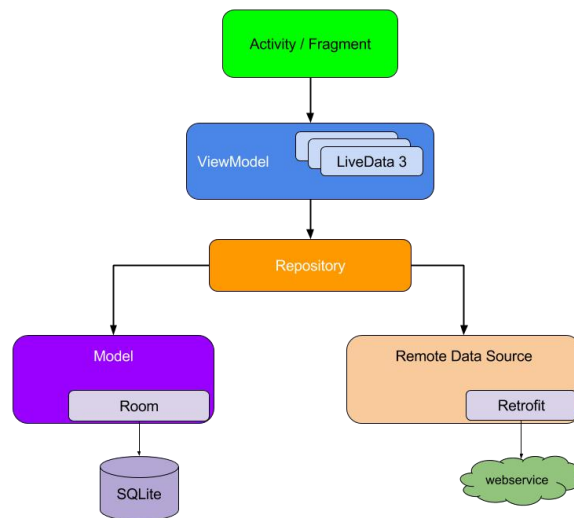 Activity / Fragment
ViewModel
LiveData 3
Repository
Model
Remote Data Source
Room
Retrofit
SQLite
webservice